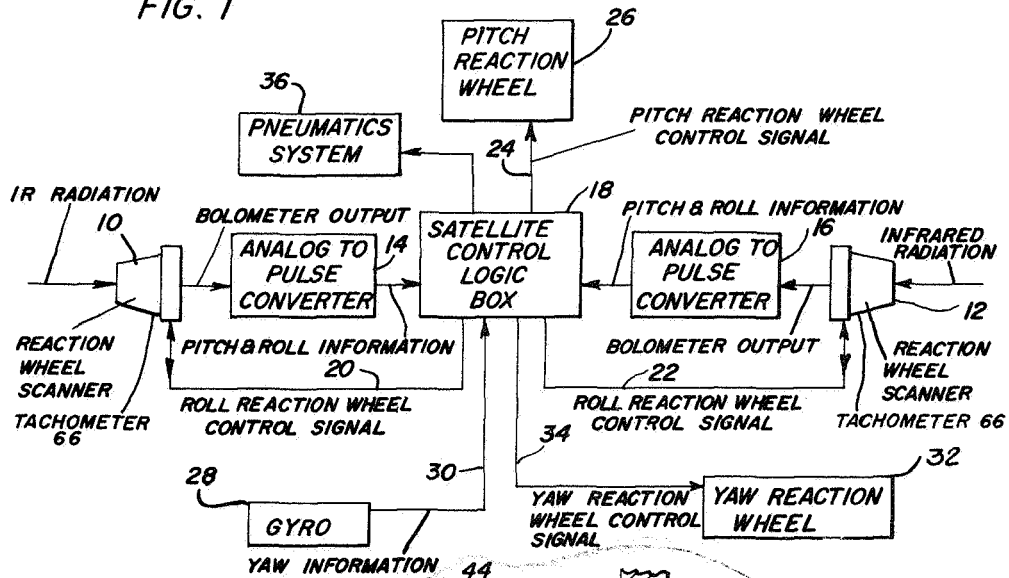 FIG. 1
PITCH
REACTION
WHEEL
26
36
PNEUMATICS
SYSTEM
PITCH REACTION WHEEL
CONTROL SIGNAL
24
IR RADIATION
10
BOLOMETER OUTPUT
ANALOG TO
PULSE
CONVERTER
14
SATELLITE
CONTROL
LOGIC
BOX
18
PITCH & ROLL INFORMATION
ANALOG TO
PULSE
CONVERTER
16
INFRARED
RADIATION
12
REACTION
WHEEL
SCANNER
TACHOMETER
66
PITCH & ROLL INFORMATION
20
ROLL REACTION WHEEL
CONTROL SIGNAL
BOLOMETER OUTPUT
22
ROLL REACTION WHEEL
CONTROL SIGNAL
REACTION
WHEEL
SCANNER
TACHOMETER 66
34
30
28
GYRO
YAW INFORMATION
YAW REACTION
WHEEL CONTROL
SIGNAL
32
YAW REACTION
WHEEL
44